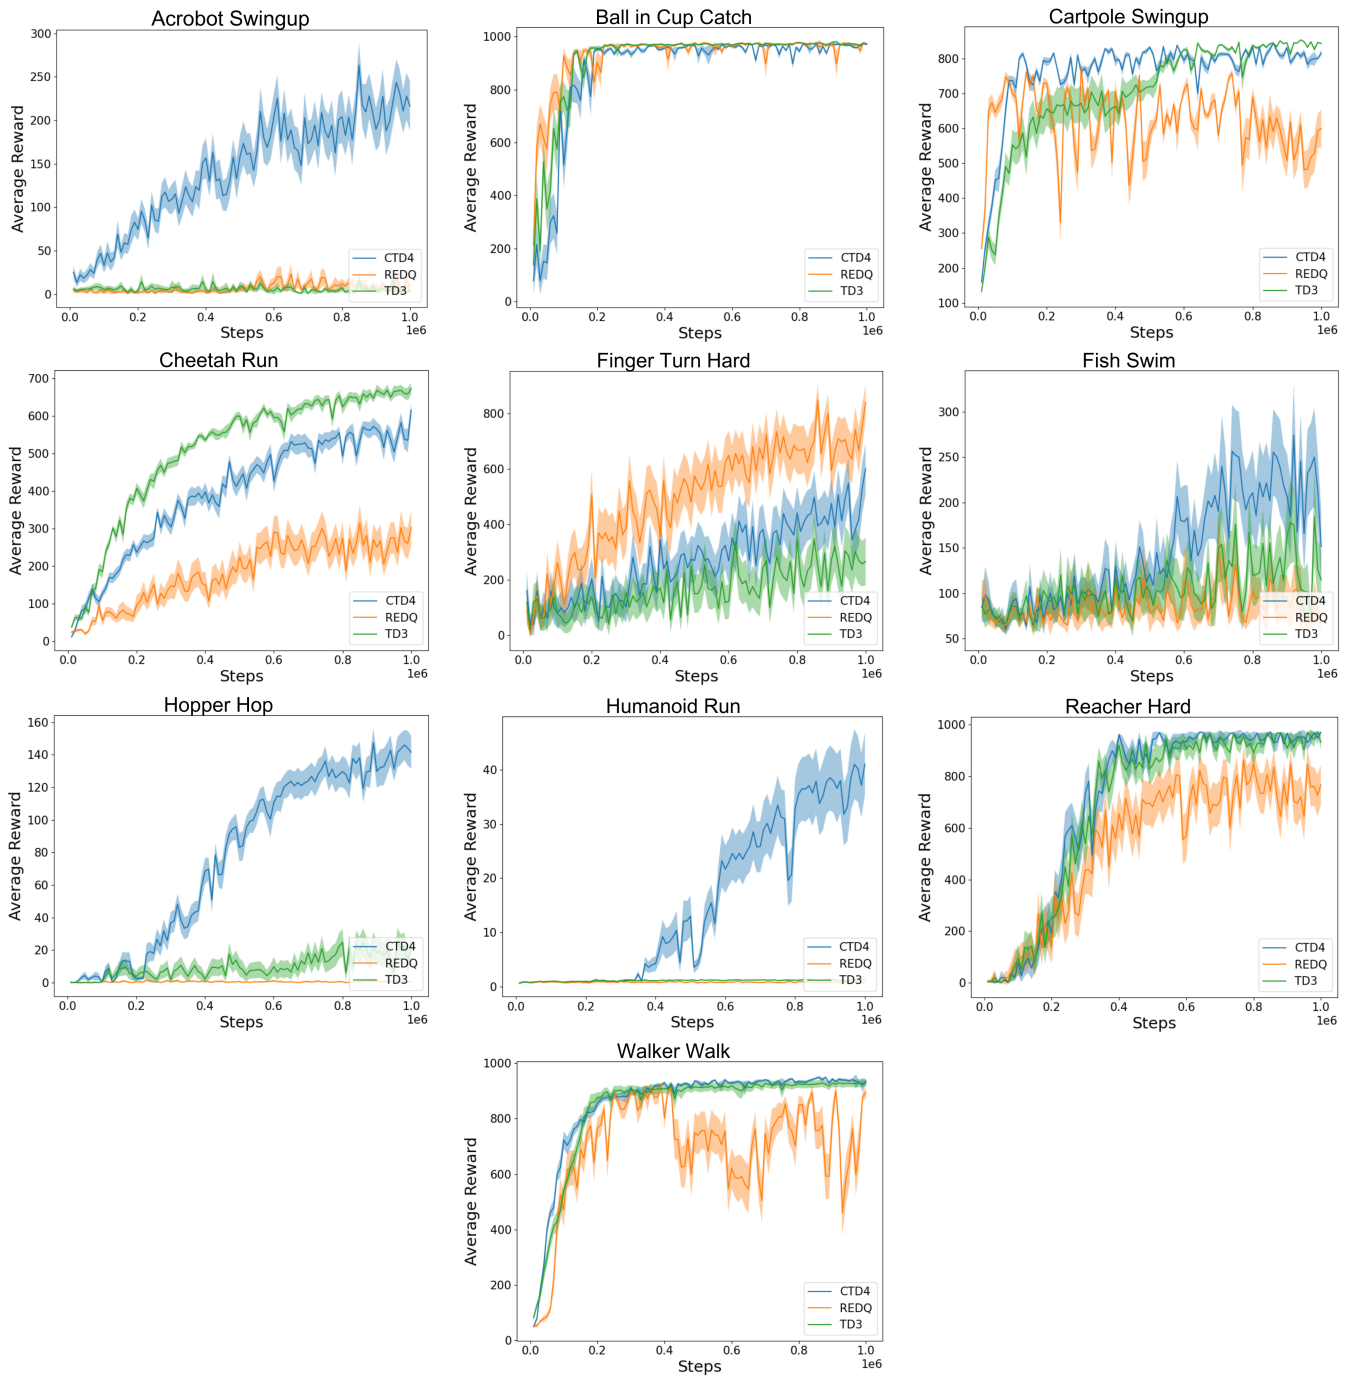 Acrobot Swingup
Average Reward
300
250
200
150
100
50
0
0.0 0.2 0.4 0.6 0.8 1.0
1e6
Steps
CTD4
REDQ
TD3
Ball in Cup Catch
Average Reward
1000
800
600
400
200
0
0.0 0.2 0.4 0.6 0.8 1.0
1e6
Steps
CTD4
REDQ
TD3
Cartpole Swingup
Average Reward
800
700
600
500
400
300
200
100
0.0 0.2 0.4 0.6 0.8 1.0
1e6
Steps
CTD4
REDQ
TD3
Cheetah Run
Average Reward
700
600
500
400
300
200
100
0
0.0 0.2 0.4 0.6 0.8 1.0
1e6
Steps
CTD4
REDQ
TD3
Finger Turn Hard
Average Reward
800
600
400
200
0
0.0 0.2 0.4 0.6 0.8 1.0
1e6
Steps
CTD4
REDQ
TD3
Fish Swim
Average Reward
300
250
200
150
100
50
0.0 0.2 0.4 0.6 0.8 1.0
1e6
Steps
CTD4
REDQ
TD3
Hopper Hop
Average Reward
160
140
120
100
80
60
40
20
0
0.0 0.2 0.4 0.6 0.8 1.0
1e6
Steps
CTD4
REDQ
TD3
Humanoid Run
Average Reward
40
30
20
10
0
0.0 0.2 0.4 0.6 0.8 1.0
1e6
Steps
CTD4
REDQ
TD3
Reacher Hard
Average Reward
1000
800
600
400
200
0
0.0 0.2 0.4 0.6 0.8 1.0
1e6
Steps
CTD4
REDQ
TD3
Walker Walk
Average Reward
1000
800
600
400
200
0
0.0 0.2 0.4 0.6 0.8 1.0
1e6
Steps
CTD4
REDQ
TD3